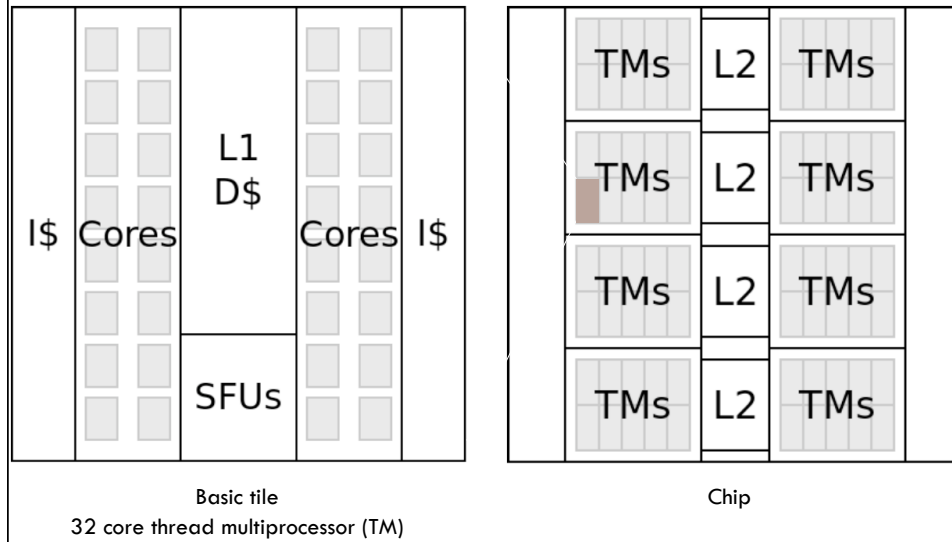 I$
Cores
L1
D$
SFUs
Cores
I$
TMs L2 TMs
TMs L2 TMs
TMs L2 TMs
TMs L2 TMs
Basic tile
32 core thread multiprocessor (TM)
Chip